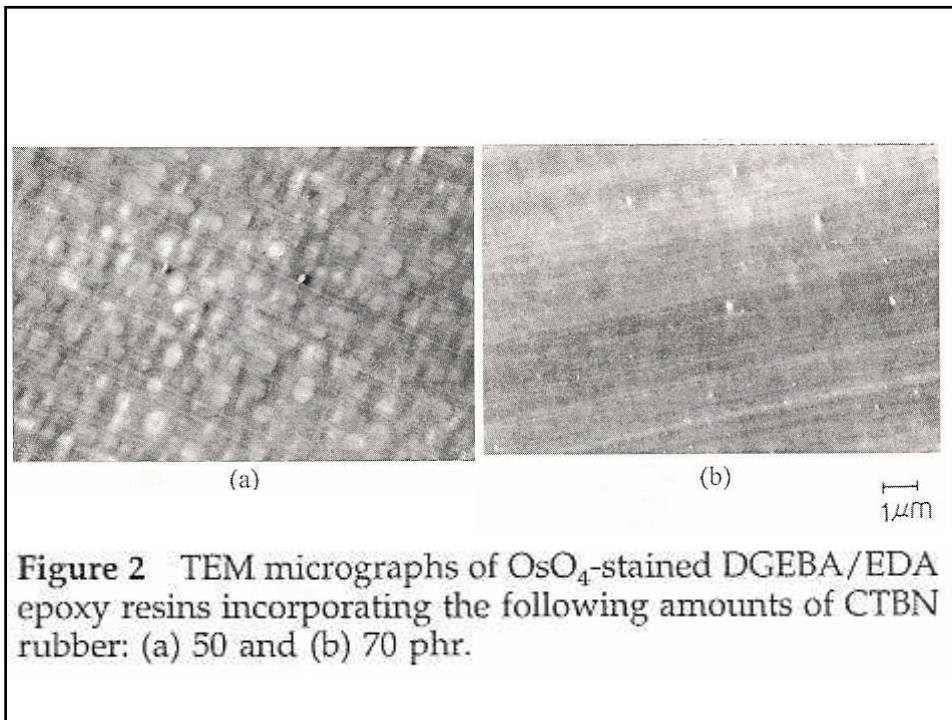 (a)
(b)
1μm
Figure 2 TEM micrographs of OsO₄-stained DGEBA/EDA
epoxy resins incorporating the following amounts of CTBN
rubber: (a) 50 and (b) 70 phr.